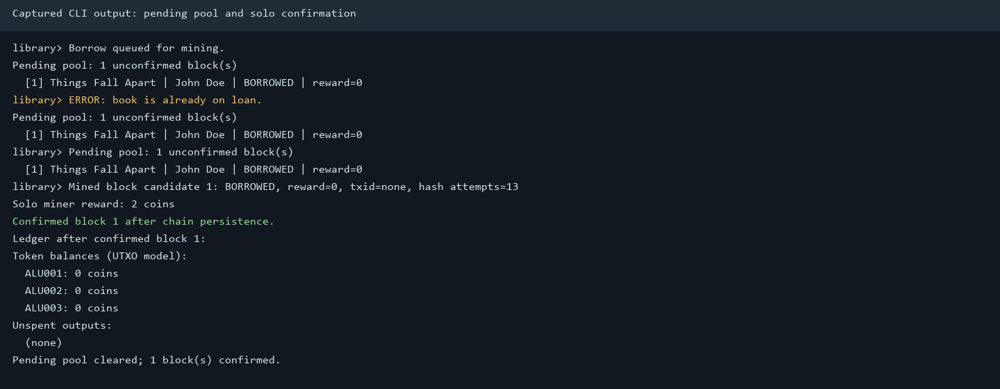 Captured CLI output: pending pool and solo confirmation
library> Borrow queued for mining.
Pending pool: 1 unconfirmed block(s)
  [1] Things Fall Apart | John Doe | BORROWED | reward=0
library> ERROR: book is already on loan.
Pending pool: 1 unconfirmed block(s)
  [1] Things Fall Apart | John Doe | BORROWED | reward=0
library> Pending pool: 1 unconfirmed block(s)
  [1] Things Fall Apart | John Doe | BORROWED | reward=0
library> Mined block candidate 1: BORROWED, reward=0, txid=none, hash attempts=13
Solo miner reward: 2 coins
Confirmed block 1 after chain persistence.
Ledger after confirmed block 1:
Token balances (UTXO model):
  ALU001: 0 coins
  ALU002: 0 coins
  ALU003: 0 coins
Unspent outputs:
  (none)
Pending pool cleared; 1 block(s) confirmed.